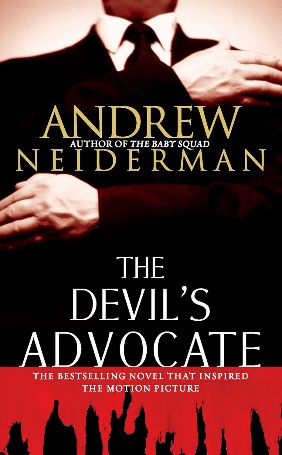 ANDREW
AUTHOR OF THE BABY SQUAD
NEIDERMAN
THE
DEVIL'S
ADVOCATE
THE BESTSELLING NOVEL THAT INSPIRED
THE MOTION PICTURE